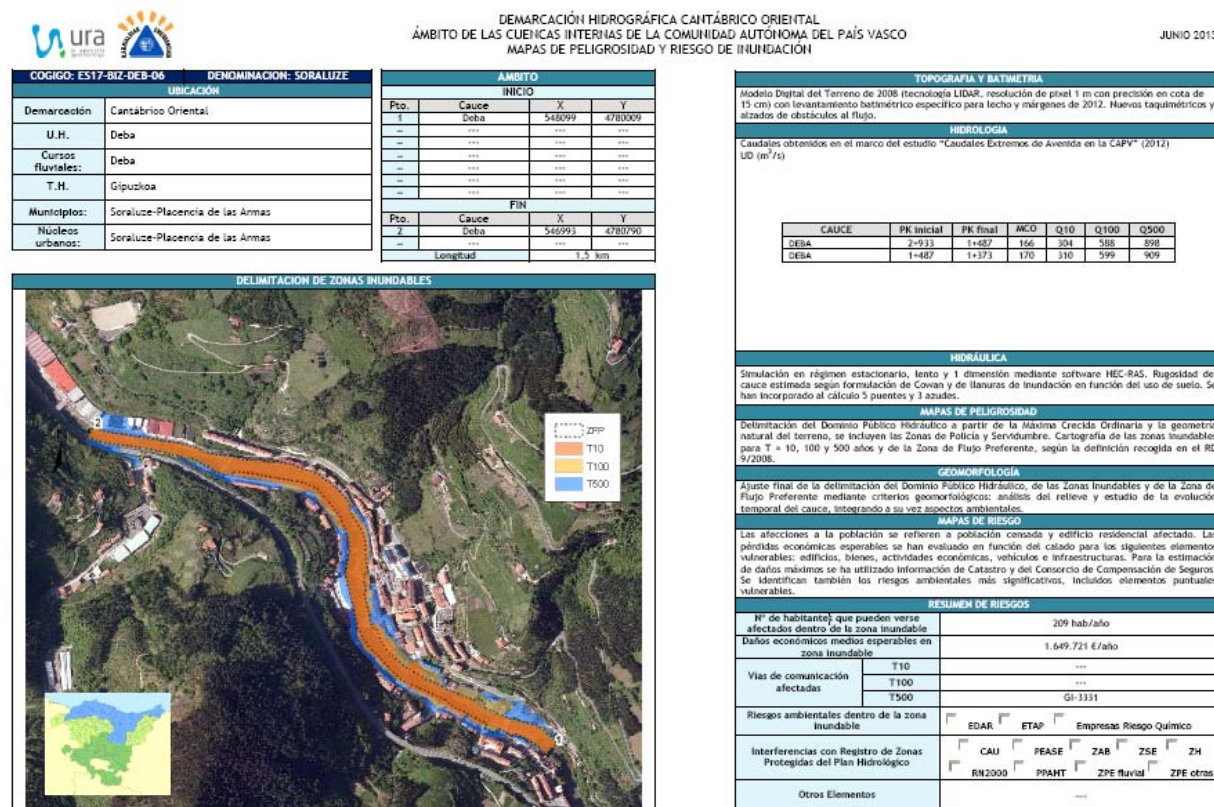 ura
DEMARCACIÓN HIDROGRÁFICA CANTÁBRICO ORIENTAL
ÁMBITO DE LAS CUENCAS INTERNAS DE LA COMUNIDAD AUTÓNOMA DEL PAÍS VASCO
MAPAS DE PELIGROSIDAD Y RIESGO DE INUNDACIÓN
JUNIO 2013
COGIGO: ES17-BIZ-DEB-06 DENOMINACION: SORALUZE
UBICACIÓN
Demarcación Cantábrico Oriental
U.H. Deba
Cursos fluviales: Deba
T.H. Gipuzkoa
Municipios: Soraluze-Placencia de las Armas
Núcleos urbanos: Soraluze-Placencia de las Armas
AMBITO
INICIO
Pto. Cauce X Y
1 Deba 548099 4780009
-- --- --- ---
-- --- --- ---
-- --- --- ---
-- --- --- ---
-- --- --- ---
-- --- --- ---
FIN
Pto. Cauce X Y
2 Deba 546993 4780790
-- --- --- ---
Longitud 1,5 km
DELIMITACION DE ZONAS INUNDABLES
2
ZFP
T10
T100
T500
1
TOPOGRAFIA Y BATIMETRIA
Modelo Digital del Terreno de 2008 (tecnología LIDAR, resolución de pixel 1 m con precisión en cota de
15 cm) con levantamiento batimétrico específico para lecho y márgenes de 2012. Nuevos taquimétricos y
alzados de obstáculos al flujo.
HIDROLOGIA
Caudales obtenidos en el marco del estudio "Caudales Extremos de Avenida en la CAPV" (2012)
UD (m³/s)
CAUCE PK inicial PK final MCO Q10 Q100 Q500
DEBA 2+933 1+487 166 304 588 898
DEBA 1+487 1+373 170 310 599 909
HIDRÁULICA
Simulación en régimen estacionario, lento y 1 dimensión mediante software HEC-RAS. Rugosidad de
cauce estimada según formulación de Cowan y de llanuras de inundación en función del uso de suelo. Se
han incorporado al cálculo 5 puentes y 3 azudes.
MAPAS DE PELIGROSIDAD
Delimitación del Dominio Público Hidráulico a partir de la Máxima Crecida Ordinaria y la geometría
natural del terreno, se incluyen las Zonas de Policía y Servidumbre. Cartografía de las zonas inundables
para T = 10, 100 y 500 años y de la Zona de Flujo Preferente, según la definición recogida en el RD
9/2008.
GEOMORFOLOGÍA
Ajuste final de la delimitación del Dominio Público Hidráulico, de las Zonas Inundables y de la Zona de
Flujo Preferente mediante criterios geomorfológicos: análisis del relieve y estudio de la evolución
temporal del cauce, integrando a su vez aspectos ambientales.
MAPAS DE RIESGO
Las afecciones a la población se refieren a población censada y edificio residencial afectado. Las
pérdidas económicas esperables se han evaluado en función del calado para los siguientes elementos
vulnerables: edificios, bienes, actividades económicas, vehículos e infraestructuras. Para la estimación
de daños máximos se ha utilizado información de Catastro y del Consorcio de Compensación de Seguros.
Se identifican también los riesgos ambientales más significativos, incluidos elementos puntuales
vulnerables.
RESUMEN DE RIESGOS
Nº de habitantes que pueden verse
afectados dentro de la zona inundable 209 hab/año
Daños económicos medios esperables en
zona inundable 1.649.721 €/año
Vías de comunicación afectadas
T10 ---
T100 ---
T500 GI-3331
Riesgos ambientales dentro de la zona
inundable EDAR ETAP Empresas Riesgo Químico
Interferencias con Registro de Zonas
Protegidas del Plan Hidrológico
CAU PEASE ZAB ZSE ZH
RN2000 PPAHT ZPE fluvial ZPE otras
Otros Elementos ---